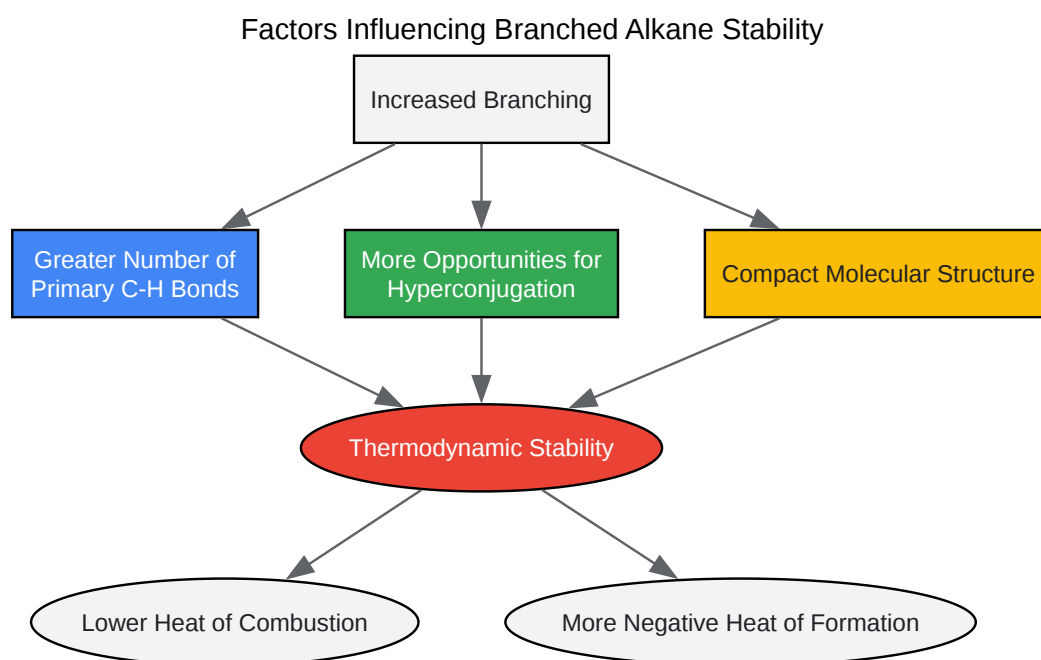 Factors Influencing Branched Alkane Stability
Increased Branching
Greater Number of
Primary C-H Bonds
More Opportunities for
Hyperconjugation
Compact Molecular Structure
Thermodynamic Stability
Lower Heat of Combustion
More Negative Heat of Formation